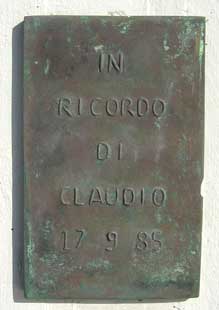 IN
RICORDO
DI
CLAUDIO
17 9 85